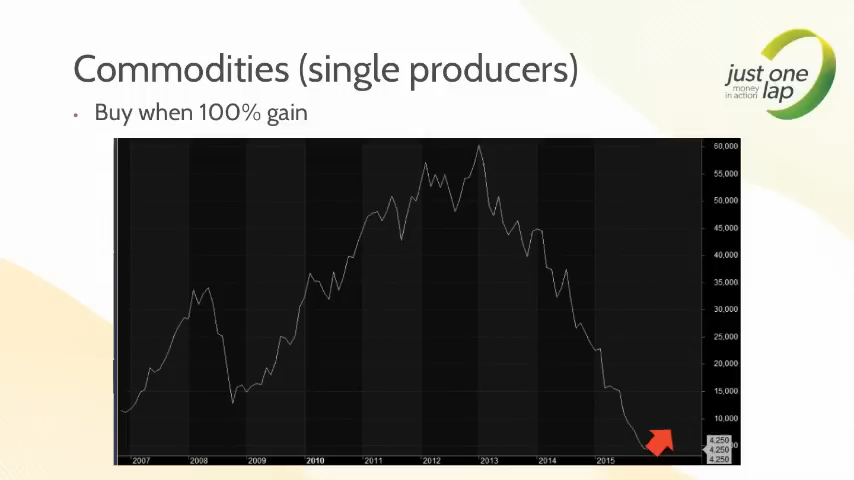 Commodities (single producers)
just one
money
in action lap
• Buy when 100% gain
60,000
55,000
50,000
45,000
40,000
35,000
30,000
25,000
20,000
15,000
10,000
4,250
4,250
4,250
2007 2008 2009 2010 2011 2012 2013 2014 2015